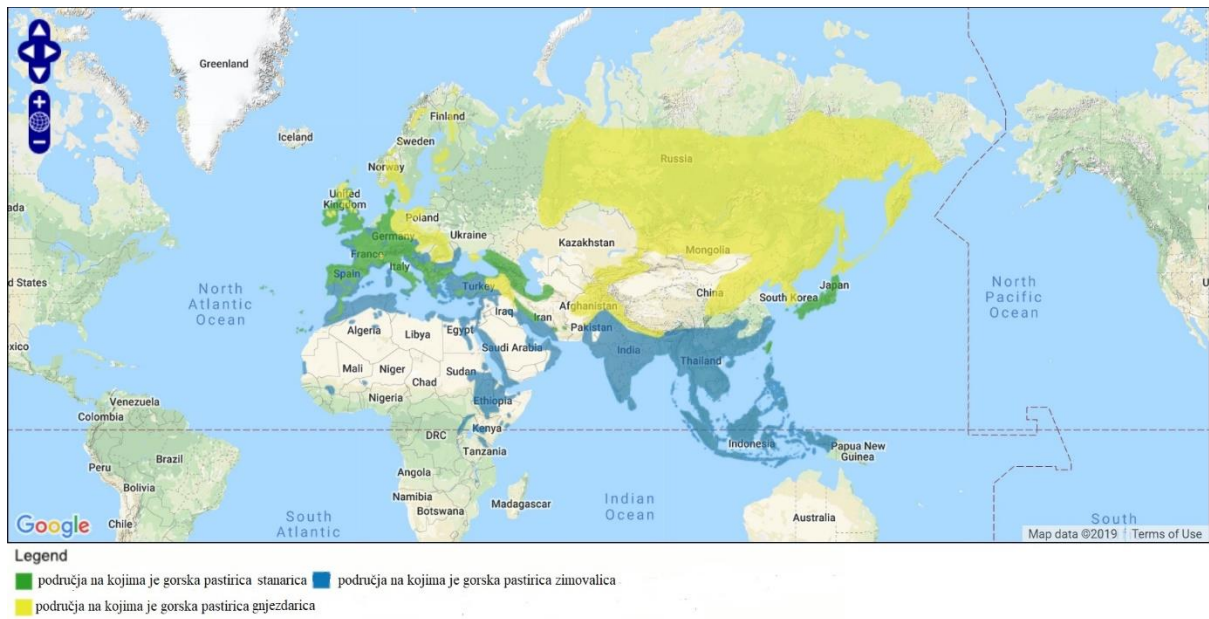 Greenland
Iceland
Finland
Sweden
Norway
Russia
United
Kingdom
ada
Poland
Germany
Ukraine
France
Kazakhstan
Mongolia
Italy
Spain
Turkey
d States
North
Atlantic
Ocean
Afghanistan
China
South Korea
Japan
North
Pacific
Ocean
U
Iraq
Iran
Pakistan
Algeria
Libya
Egypt
Saudi Arabia
India
Thailand
xico
Mali
Niger
Chad
Sudan
Nigeria
Ethiopia
Venezuela
Colombia
Kenya
DRC
Tanzania
Indonesia
Papua New
Guinea
Peru
Brazil
Bolivia
Angola
Namibia
Botswana
Madagascar
Indian
Ocean
Australia
Chile
South
Atlantic
South
Google
Map data ©2019
Terms of Use
Legend
područja na kojima je gorska pastirica stanarica
područja na kojima je gorska pastirica zimovalica
područja na kojima je gorska pastirica gnjezdarica